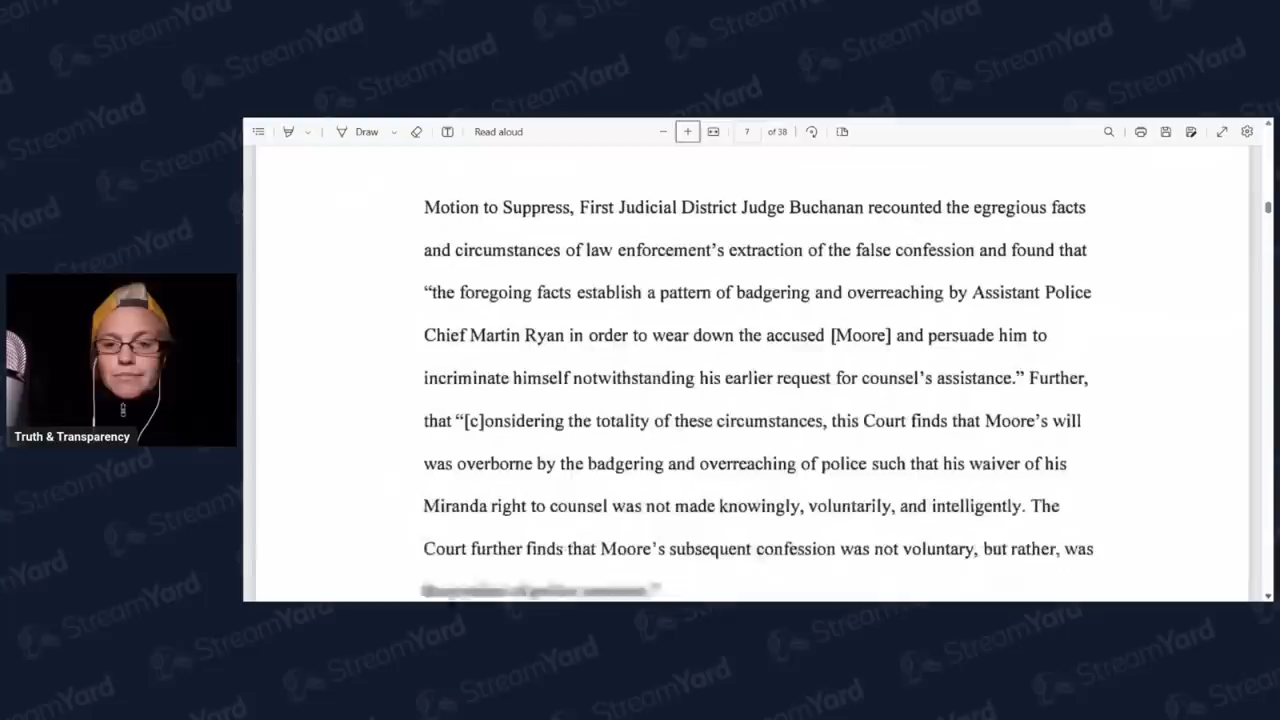 StreamYard
Draw
Read aloud
7 of 38
Motion to Suppress, First Judicial District Judge Buchanan recounted the egregious facts
and circumstances of law enforcement’s extraction of the false confession and found that
“the foregoing facts establish a pattern of badgering and overreaching by Assistant Police
Chief Martin Ryan in order to wear down the accused [Moore] and persuade him to
incriminate himself notwithstanding his earlier request for counsel’s assistance.” Further,
that “[c]onsidering the totality of these circumstances, this Court finds that Moore’s will
was overborne by the badgering and overreaching of police such that his waiver of his
Miranda right to counsel was not made knowingly, voluntarily, and intelligently. The
Court further finds that Moore’s subsequent confession was not voluntary, but rather, was
Truth & Transparency